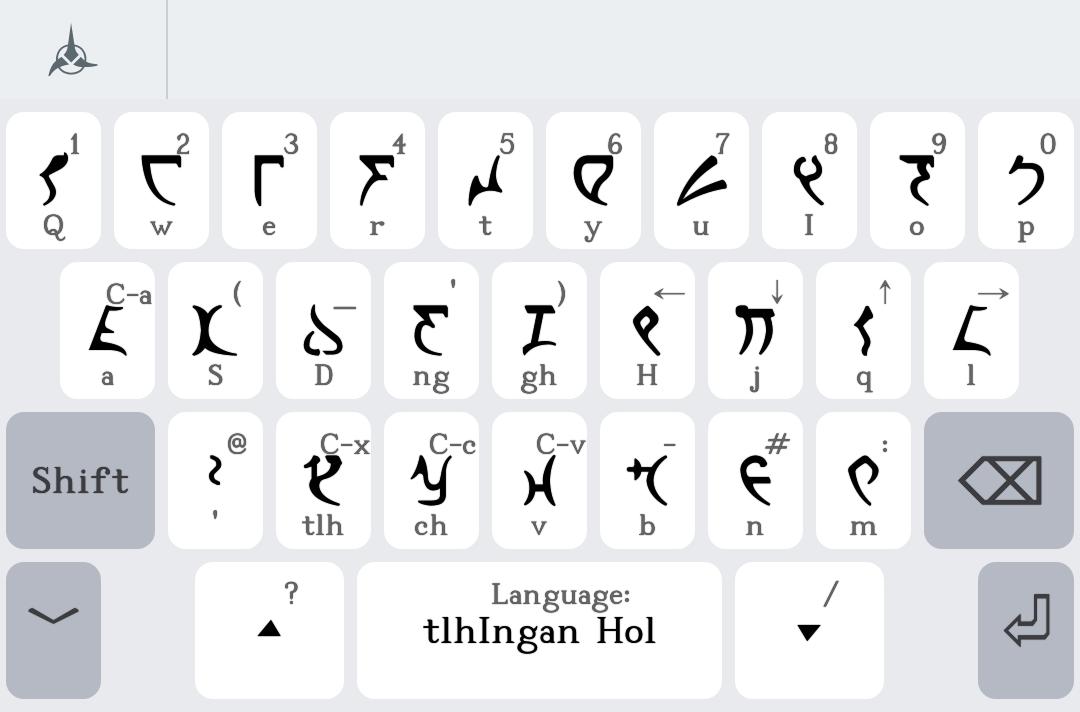 1 2 3 4 5 6 7 8 9 0
         
Q w e r t y u I o p
C-a ( — ' ) ← ↓ ↑ →
        
a S D ng gh H j q l
@ C-x C-c C-v - # :
Shift       
' tlh ch v b n m
? Language: /
▲ tlhIngan Hol ▼